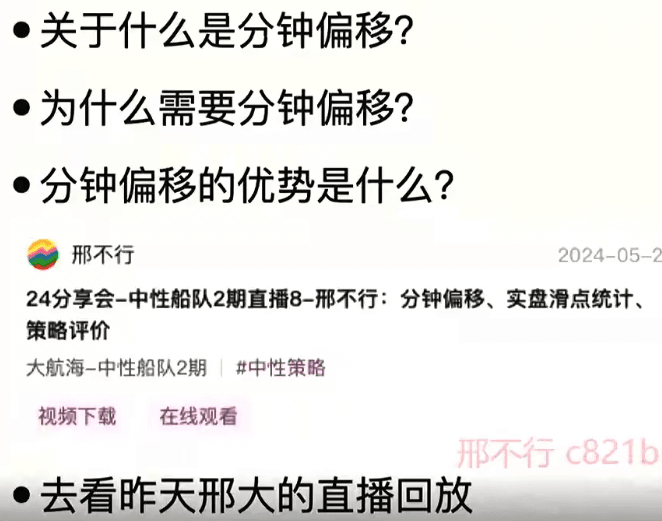 • 关于什么是分钟偏移?
• 为什么需要分钟偏移?
• 分钟偏移的优势是什么?
邢不行
2024-05-2
24分享会-中性船队2期直播8-邢不行：分钟偏移、实盘滑点统计、
策略评价
大航海-中性船队2期 | #中性策略
视频下载 在线观看
邢不行 c821b
• 去看昨天邢大的直播回放